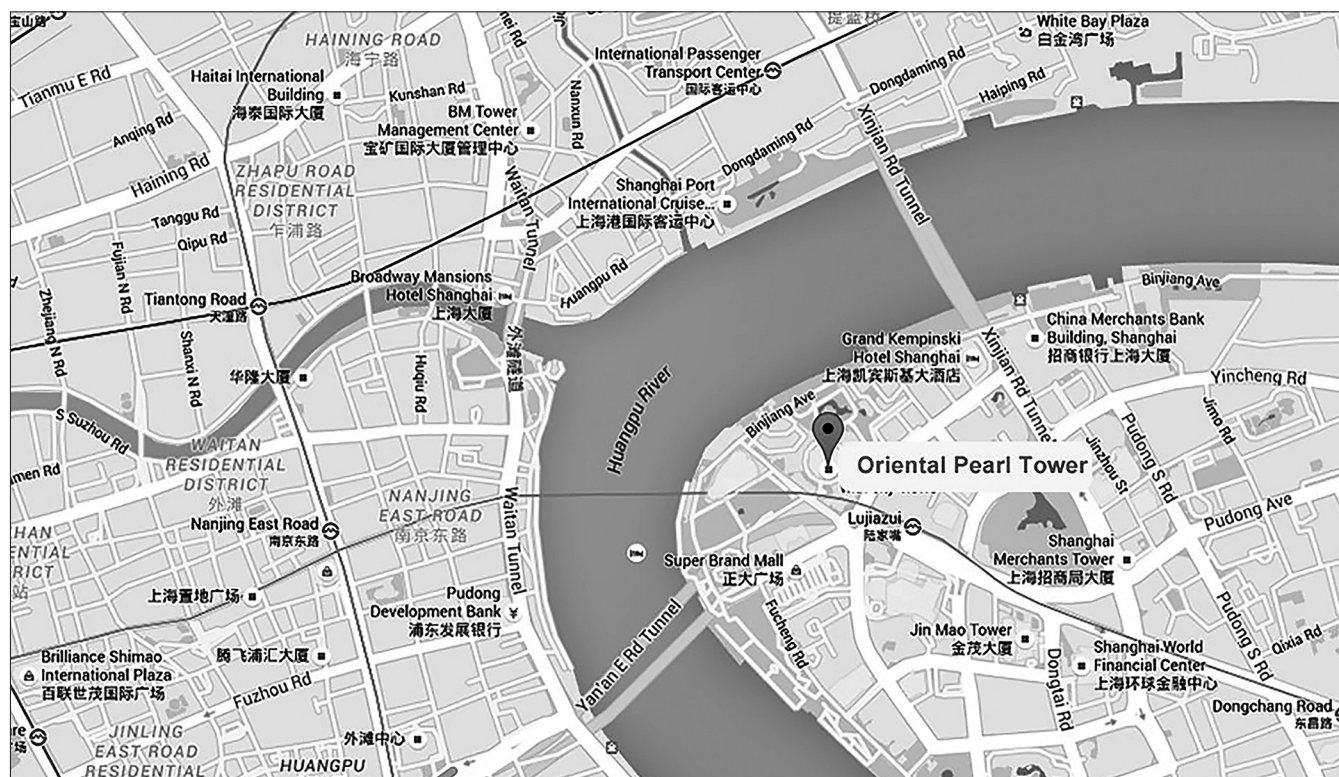 宝山路
Tianmu E Rd
HAINING ROAD
海宁路
Haitai International
Building
海泰国际大厦
Kunshan Rd
Anqing Rd
Haining Rd
BM Tower
Management Center
宝矿国际大厦管理中心
Nanxun Rd
International Passenger
Transport Center
国际客运中心
提篮桥
White Bay Plaza
白金湾广场
Dongdaming Rd
Haiping Rd
Xinjian Rd Tunnel
Dongdaming Rd
ZHAPU ROAD
RESIDENTIAL
DISTRICT
乍浦路
Tanggu Rd
Qipu Rd
Fujian N Rd
Waitan Tunnel
Shanghai Port
International Cruise...
上海港国际客运中心
Zhejiang N Rd
Tiantong Road
天潼路
Shanxi N Rd
Broadway Mansions
Hotel Shanghai
上海大厦
Huangpu Rd
外滩隧道
Binjiang Ave
China Merchants Bank
Building, Shanghai
招商银行上海大厦
Grand Kempinski
Hotel Shanghai
上海凯宾斯基大酒店
Xinjian Rd Tunnel
Yincheng Rd
华隆大厦
Huqiu Rd
Huangpu River
Binjiang Ave
S Suzhou Rd
Jinzhou St
Pudong S Rd
Jimo Rd
WAITAN
RESIDENTIAL
DISTRICT
外滩
Oriental Pearl Tower
NANJING
EAST ROAD
南京东路
Nanjing East Road
南京东路
Waitan Tunnel
Lujiazui
陆家嘴
Pudong Ave
Super Brand Mall
正大广场
Shanghai
Merchants Tower
上海招商局大厦
上海置地广场
Pudong
Development Bank
浦东发展银行
Fucheng Rd
Yan'an E Rd Tunnel
Jin Mao Tower
金茂大厦
Dongtai Rd
Shanghai World
Financial Center
上海环球金融中心
Pudong S Rd
Qixia Rd
Brilliance Shimao
International Plaza
百联世茂国际广场
腾飞浦汇大厦
Fuzhou Rd
Dongchang Road
东昌路
JINLING
EAST ROAD
RESIDENTIAL
外滩中心
HUANGPU